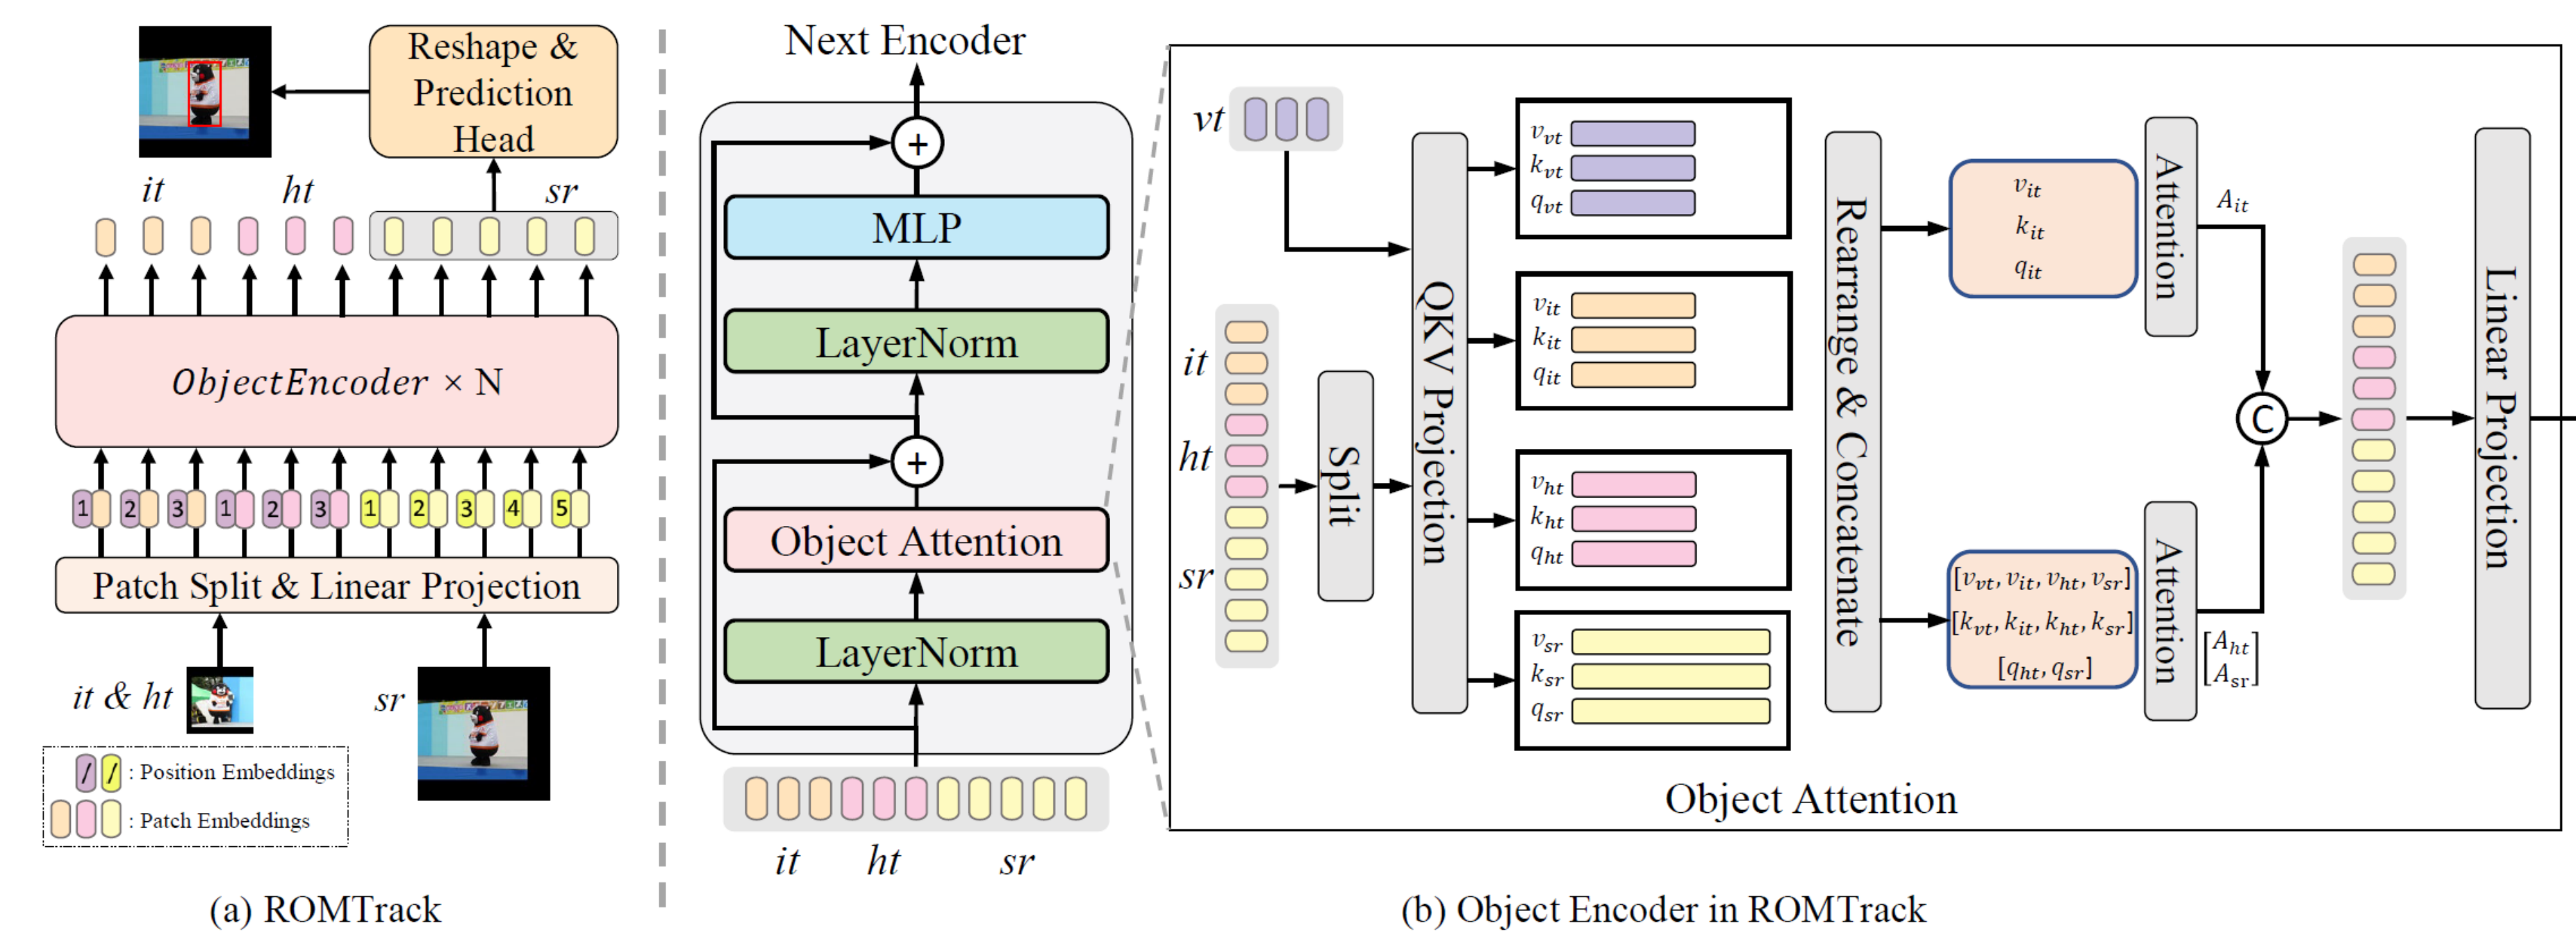 Reshape &
Prediction
Head
it
ht
sr
ObjectEncoder × N
1 2 3 1 2 3 1 2 3 4 5
Patch Split & Linear Projection
it & ht
sr
/ / : Position Embeddings
: Patch Embeddings
(a) ROMTrack
Next Encoder
+
MLP
LayerNorm
+
Object Attention
LayerNorm
it
ht
sr
vt
it
ht
sr
Split
QKV Projection
v_vt
k_vt
q_vt
v_it
k_it
q_it
v_ht
k_ht
q_ht
v_sr
k_sr
q_sr
Rearrange & Concatenate
v_it
k_it
q_it
Attention
A_it
[v_vt, v_it, v_ht, v_sr]
[k_vt, k_it, k_ht, k_sr]
[q_ht, q_sr]
Attention
[A_ht
A_sr]
C
Linear Projection
Object Attention
(b) Object Encoder in ROMTrack